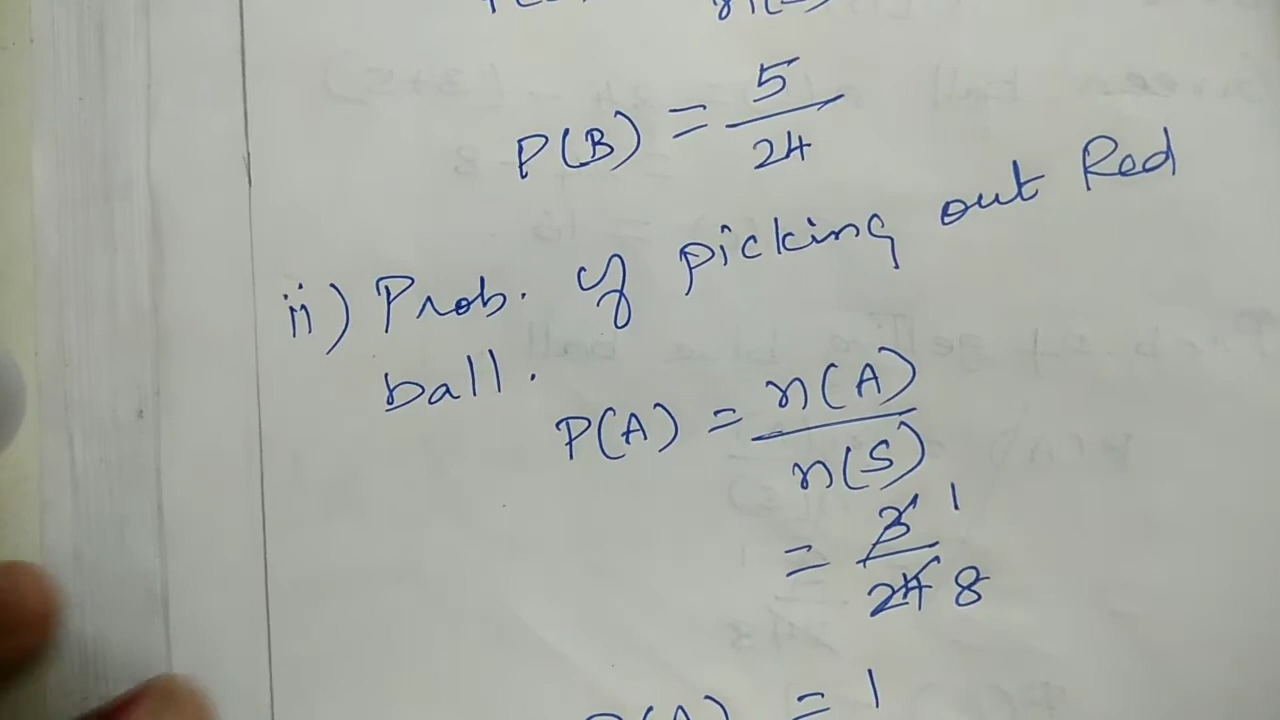 P(B) = 5/24
ii) Prob. of picking out Red
ball.
P(A) = n(A)/n(S)
= 3/24 1 8
= 1